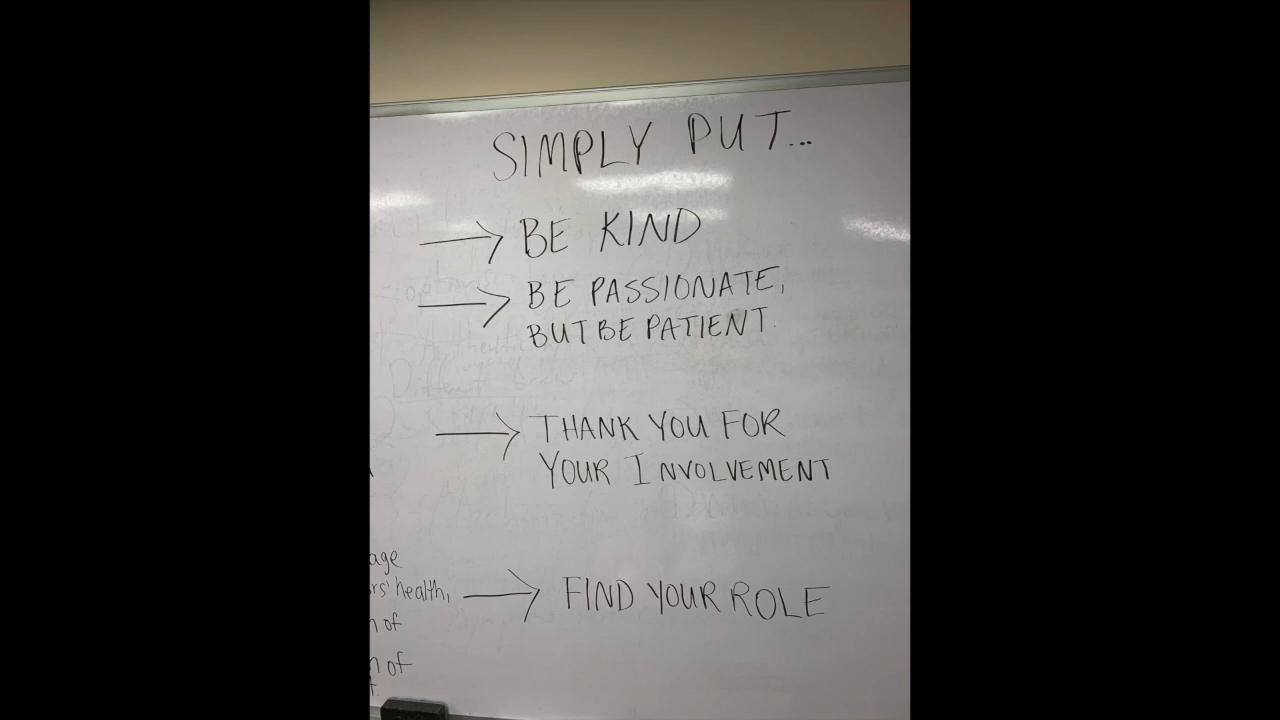 SIMPLY PUT...
→ BE KIND
→ BE PASSIONATE,
BUT BE PATIENT.
→ THANK YOU FOR
YOUR INVOLVEMENT
age
rs' health,
→ FIND YOUR ROLE
of
of